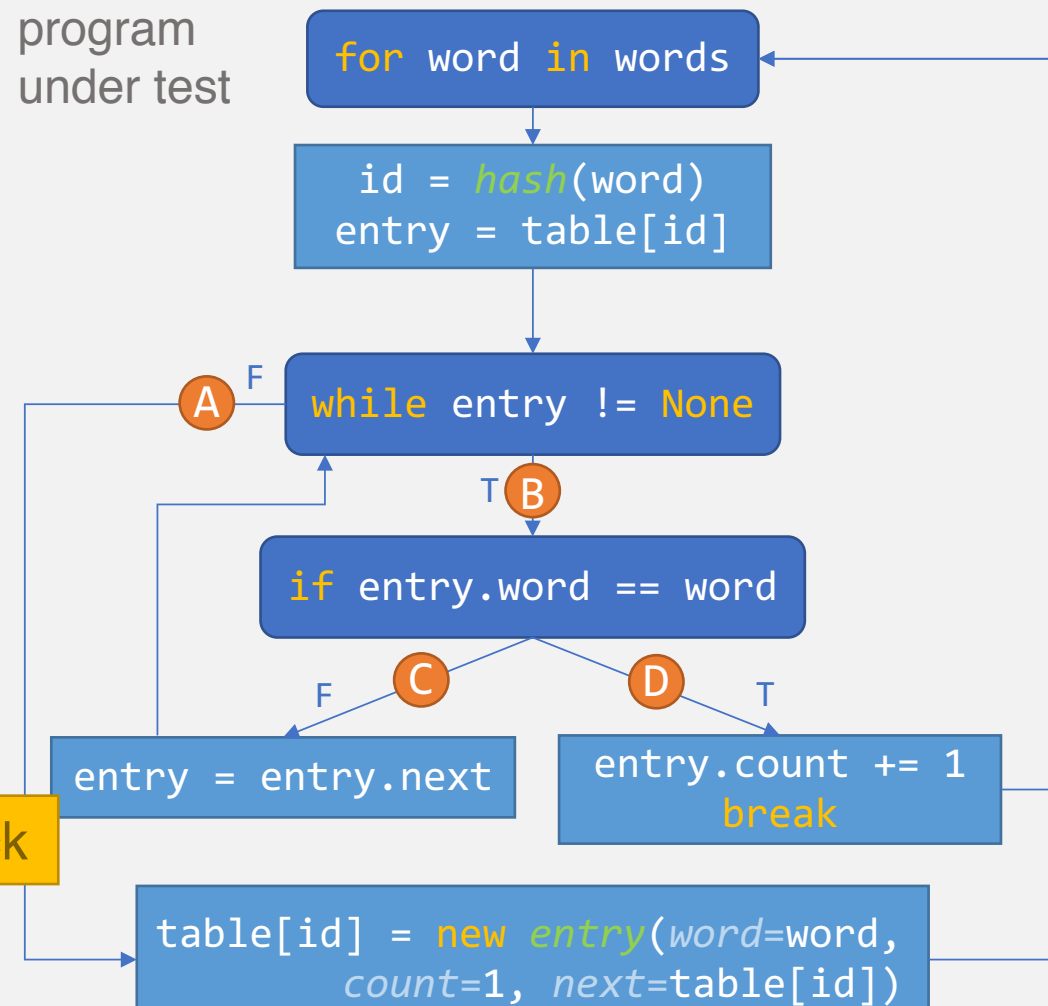 program
under test
for word in words
id = hash(word)
entry = table[id]
F
A
while entry != None
T
B
if entry.word == word
C
D
F
T
entry = entry.next
entry.count += 1
break
k
table[id] = new entry(word=word,
count=1, next=table[id])